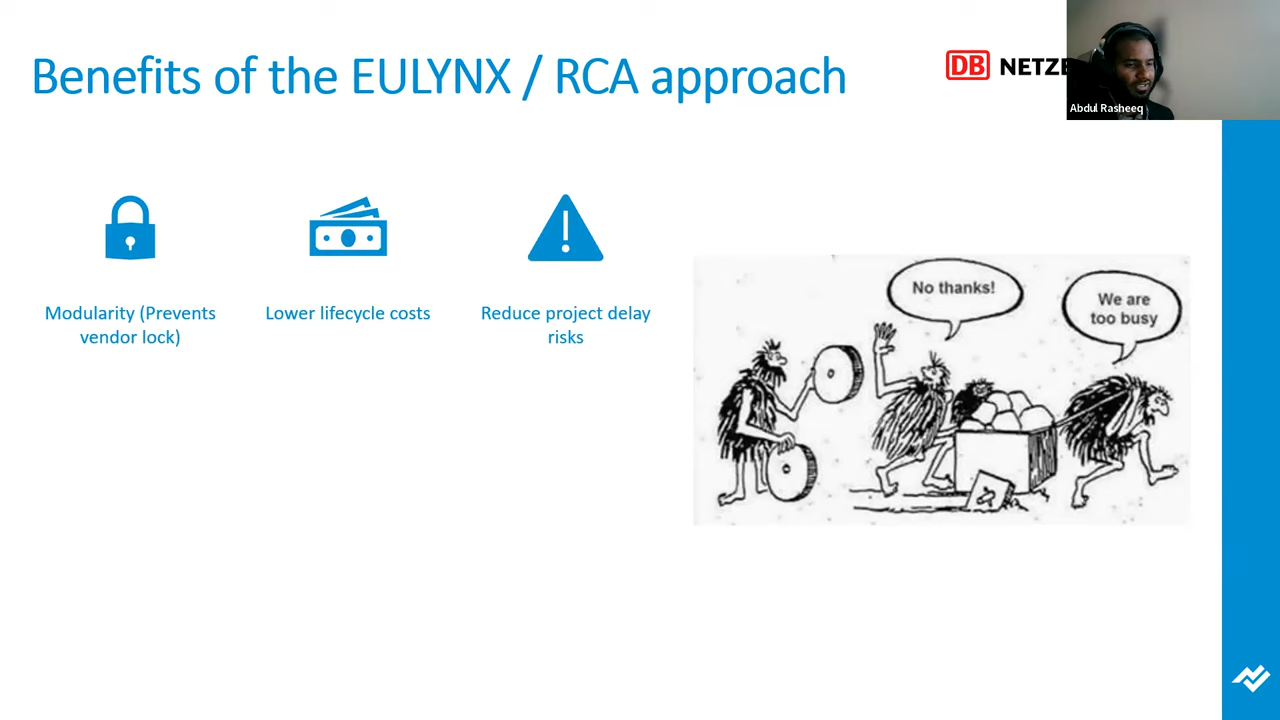 Benefits of the EULYNX / RCA approach
DB NETZE
Abdul Rasheeq
Modularity (Prevents
vendor lock)
Lower lifecycle costs
Reduce project delay
risks
No thanks!
We are
too busy